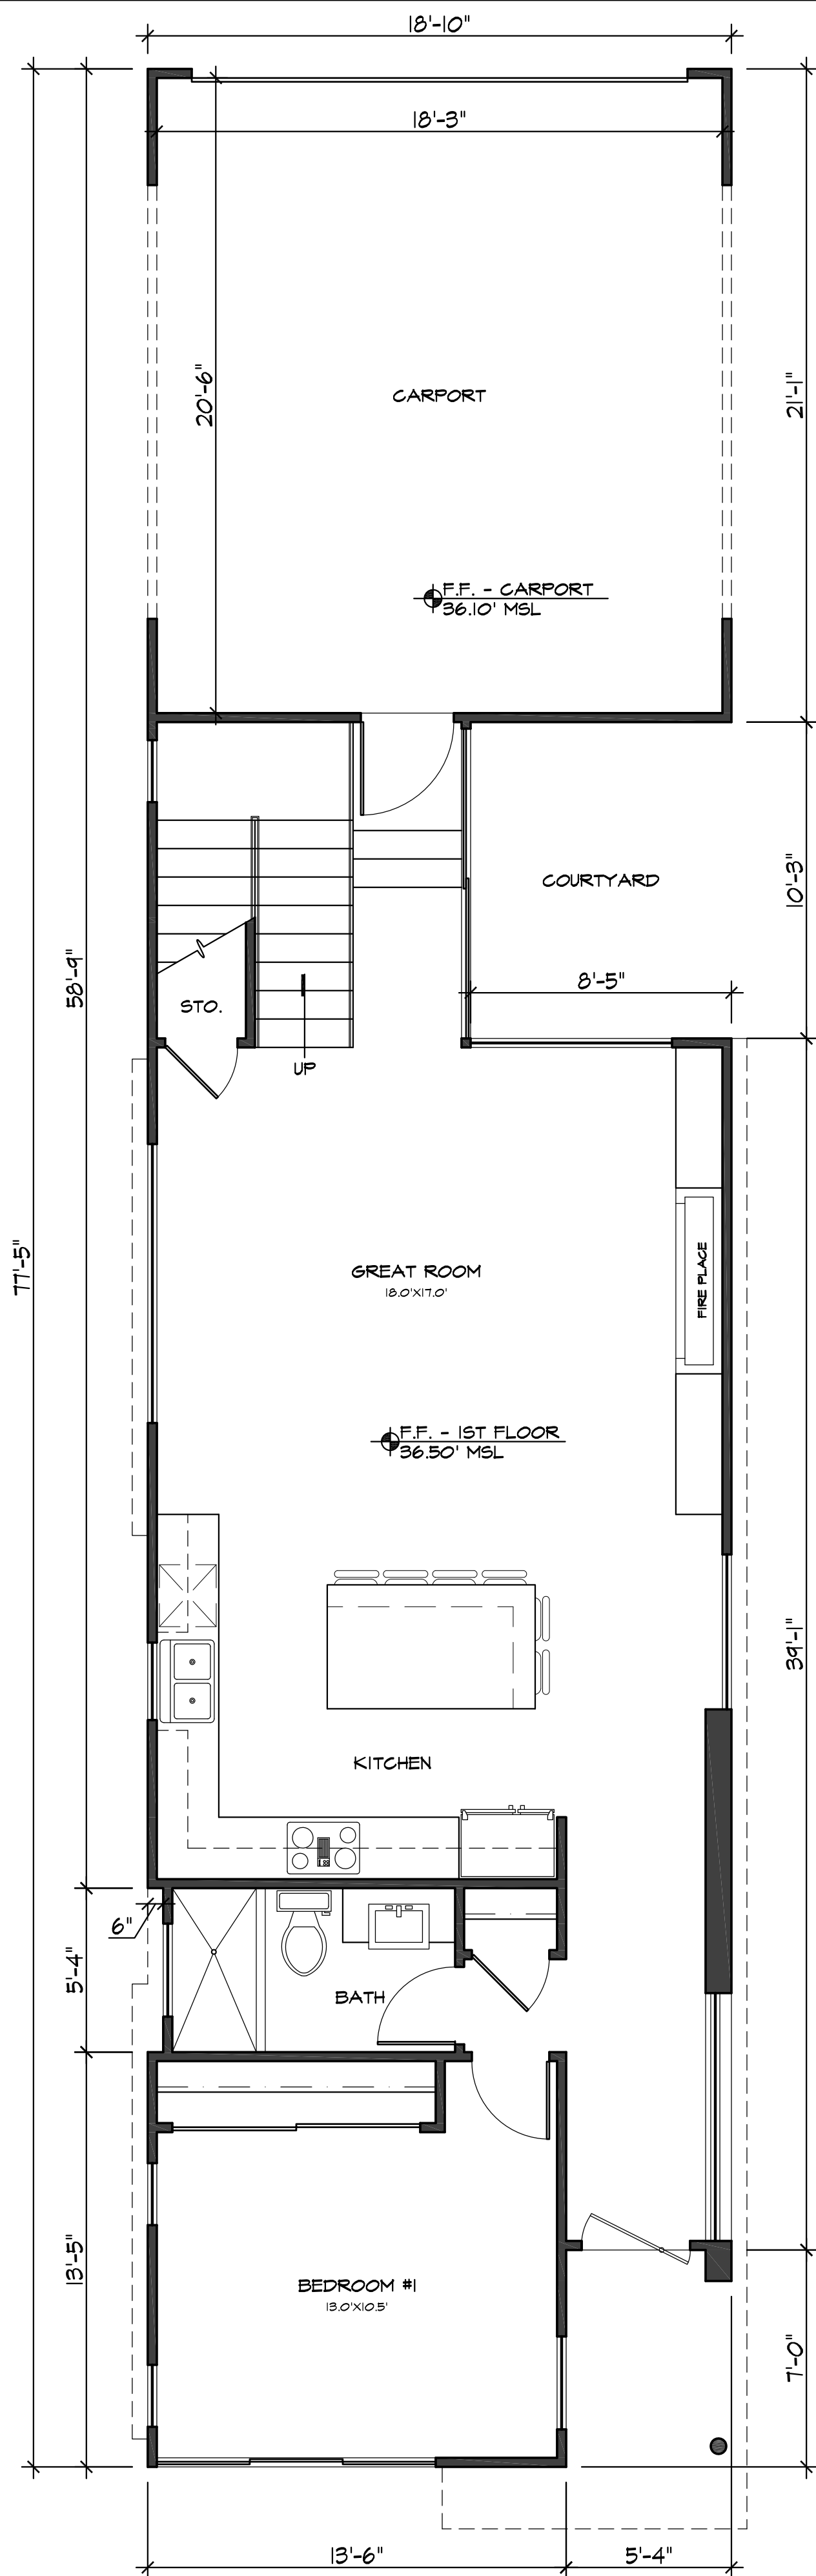 18'-10"
18'-3"
20'-6"
21'-1"
CARPORT
F.F. - CARPORT
36.10' MSL
COURTYARD
10'-3"
8'-5"
58'-9"
STO.
UP
77'-5"
GREAT ROOM
18.0'X17.0'
FIRE PLACE
F.F. - 1ST FLOOR
36.50' MSL
39'-1"
KITCHEN
6"
5'-4"
BATH
13'-5"
BEDROOM #1
13.0'X10.5'
7'-0"
13'-6"
5'-4"